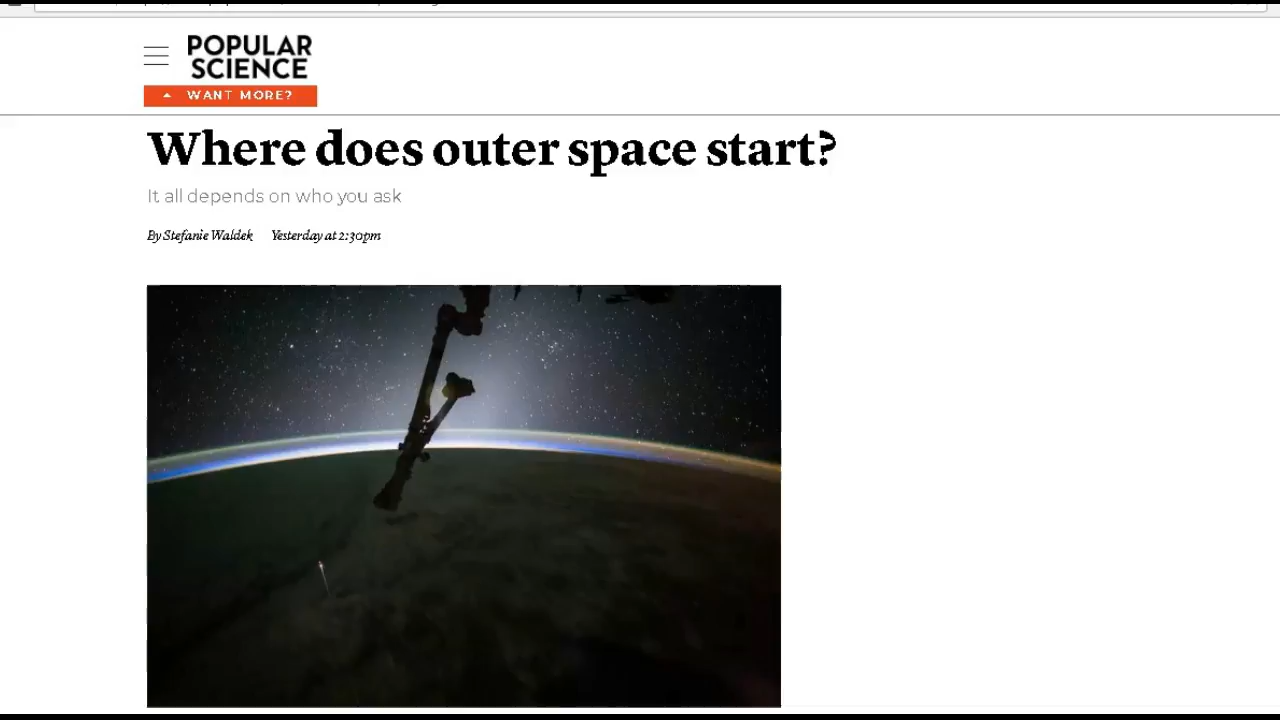 POPULAR
SCIENCE
WANT MORE?
Where does outer space start?
It all depends on who you ask
By Stefanie Waldek Yesterday at 2:30pm